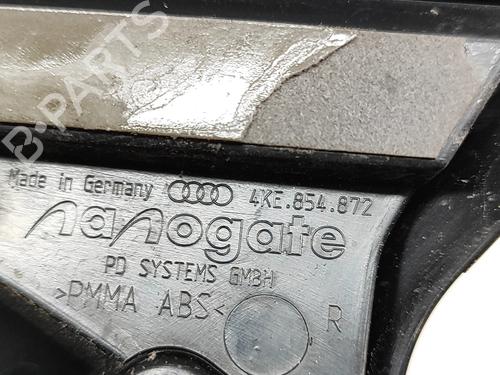 B-PARTS
Made in Germany 4KE.854.872
nanogate
PD SYSTEMS GMBH
>PMMA ABS<
R